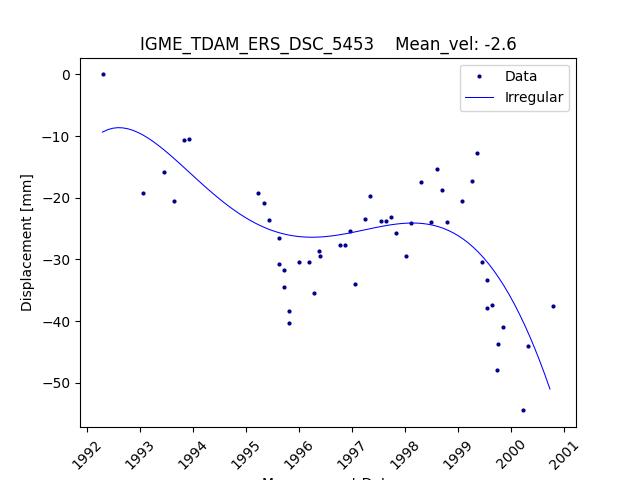 IGME_TDAM_ERS_DSC_5453    Mean_vel: -2.6
Data
Irregular
Displacement [mm]
0
−10
−20
−30
−40
−50
1992 1993 1994 1995 1996 1997 1998 1999 2000 2001